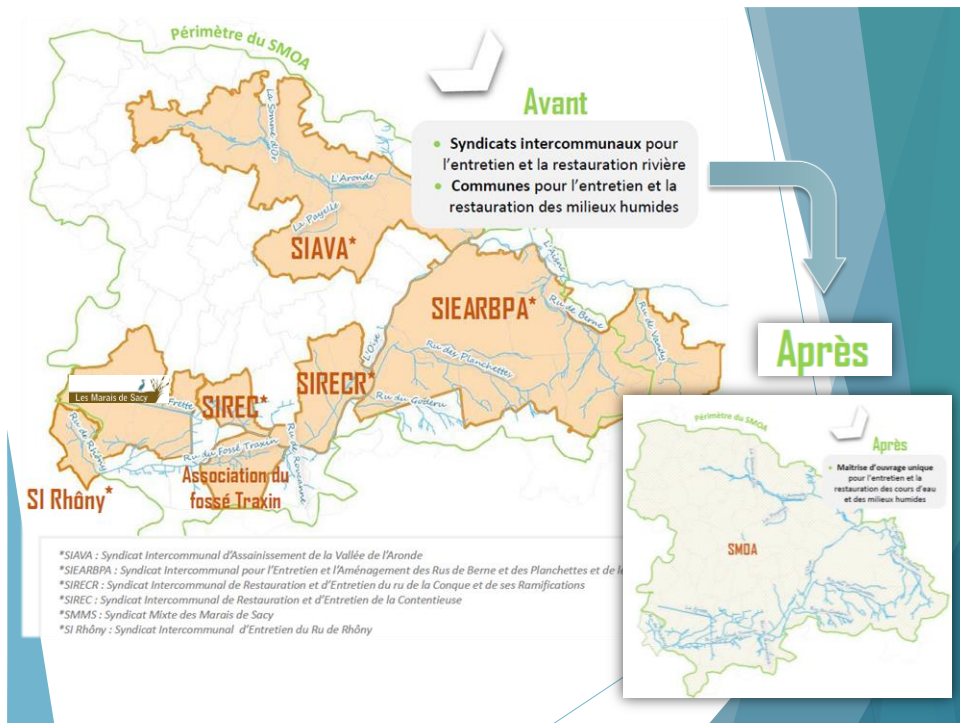 Périmètre du SMOA
Avant
• Syndicats intercommunaux pour
l'entretien et la restauration rivière
• Communes pour l'entretien et la
restauration des milieux humides
La Somme d'Or
L'Aronde
La Payelle
SIAVA*
L'Aisne
SIEARBPA*
Ru de Berne
Ru de Vandy
Ru des Planchettes
L'Oise
SIRECR*
Ru du Goderu
Les Marais de Sacy
Frette
SIREC*
Ru de Rhôny
Ru du Fossé Traxin
Ru de Roucanne
Association du
fossé Traxin
SI Rhôny*
Après
Périmètre du SMOA
Après
• Maîtrise d'ouvrage unique
pour l'entretien et la
restauration des cours d'eau
et des milieux humides
SMOA
*SIAVA : Syndicat Intercommunal d'Assainissement de la Vallée de l'Aronde
*SIEARBPA : Syndicat Intercommunal pour l'Entretien et l'Aménagement des Rus de Berne et des Planchettes et de
*SIRECR : Syndicat Intercommunal de Restauration et d'Entretien du ru de la Conque et de ses Ramifications
*SIREC : Syndicat Intercommunal de Restauration et d'Entretien de la Contentieuse
*SMMS : Syndicat Mixte des Marais de Sacy
*SI Rhôny : Syndicat Intercommunal d'Entretien du Ru de Rhôny